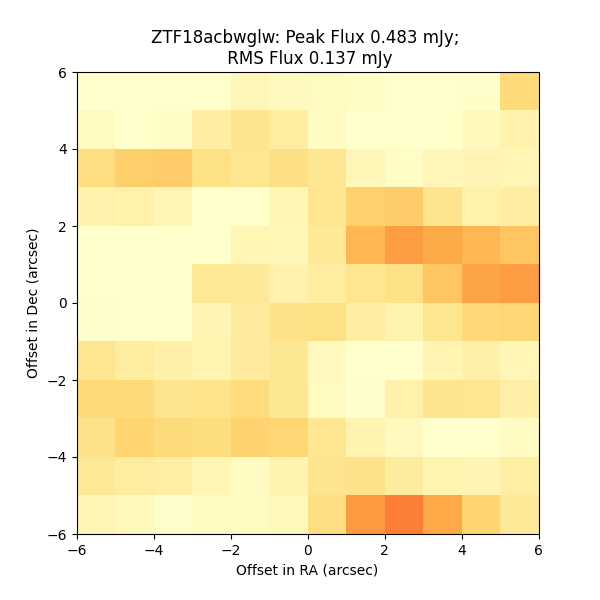 ZTF18acbwglw: Peak Flux 0.483 mJy;
RMS Flux 0.137 mJy
6
4
2
0
−2
−4
−6
Offset in Dec (arcsec)
−6 −4 −2 0 2 4 6
Offset in RA (arcsec)